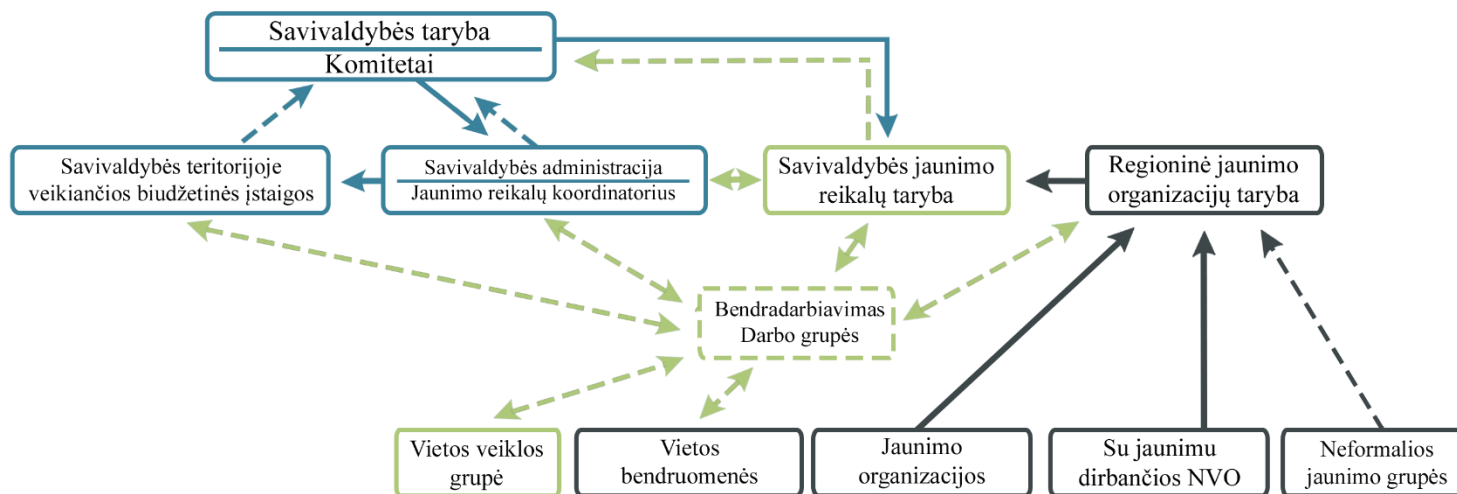 Savivaldybės taryba
Komitetai
Savivaldybės teritorijoje
veikiančios biudžetinės įstaigos
Savivaldybės administracija
Jaunimo reikalų koordinatorius
Savivaldybės jaunimo
reikalų taryba
Regioninė jaunimo
organizacijų taryba
Bendradarbiavimas
Darbo grupės
Vietos veiklos
grupė
Vietos
bendruomenės
Jaunimo
organizacijos
Su jaunimu
dirbančios NVO
Neformalios
jaunimo grupės